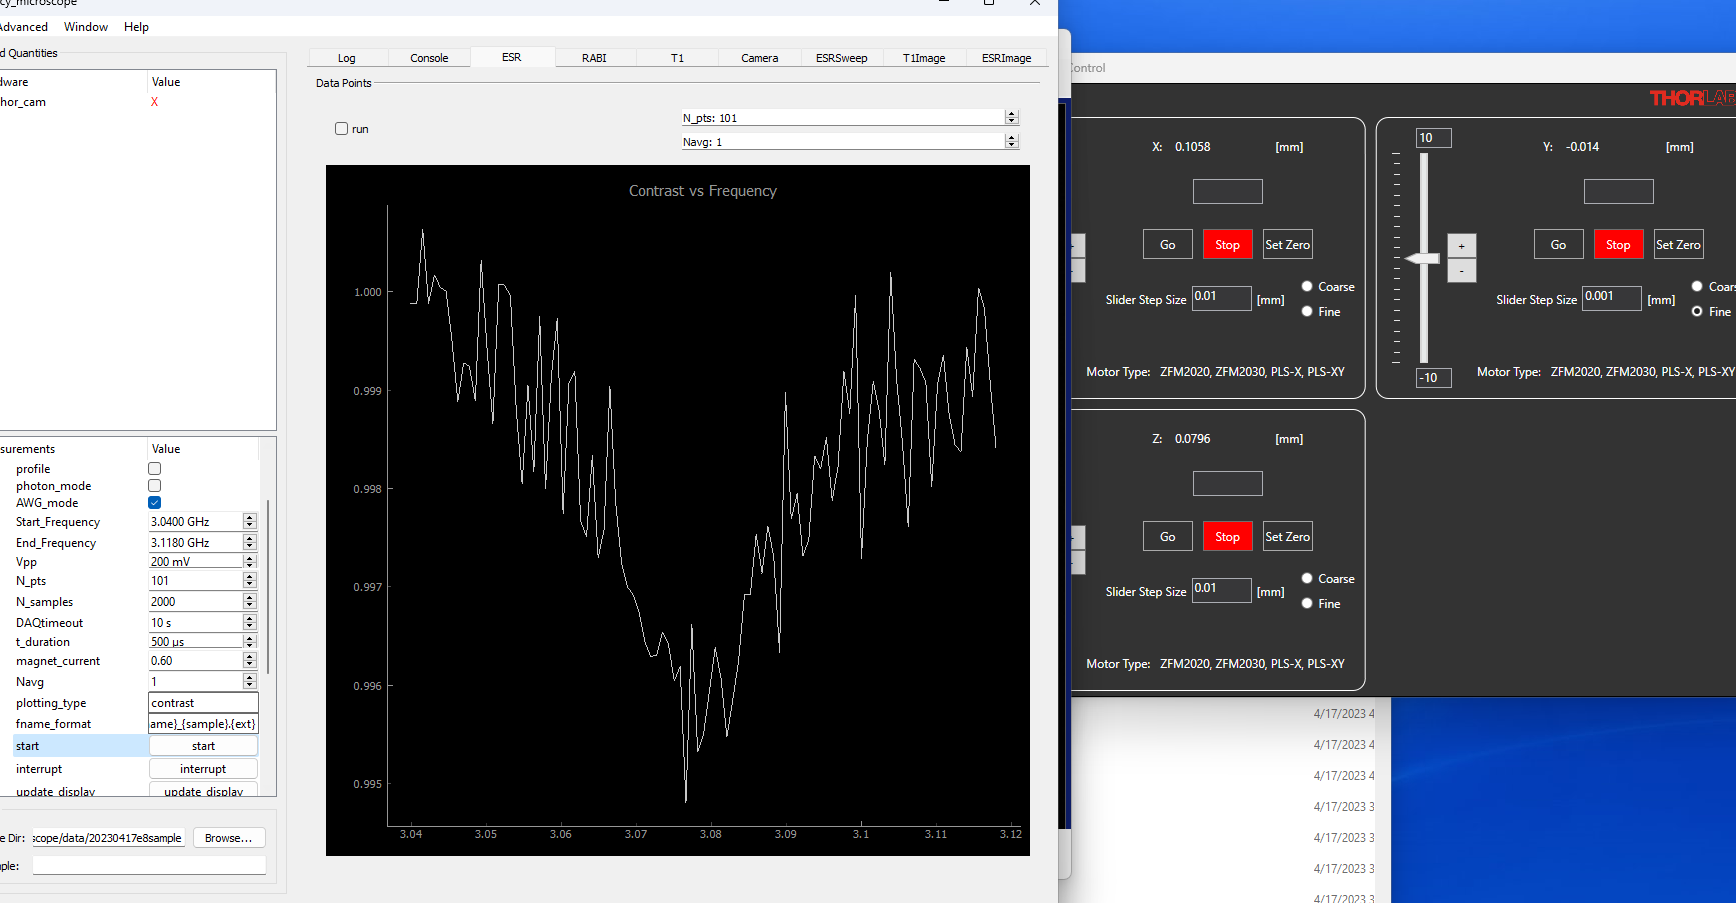 cy_microscope
Advanced Window Help
d Quantities
dware Value
hor_cam X
Log Console ESR RABI T1 Camera ESRSweep T1Image ESRImage
Data Points
run
N_pts: 101
Navg: 1
Contrast vs Frequency
1.000
0.999
0.998
0.997
0.996
0.995
3.04 3.05 3.06 3.07 3.08 3.09 3.1 3.11 3.12
surements Value
profile
photon_mode
AWG_mode
Start_Frequency 3.0400 GHz
End_Frequency 3.1180 GHz
Vpp 200 mV
N_pts 101
N_samples 2000
DAQtimeout 10 s
t_duration 500 µs
magnet_current 0.60
Navg 1
plotting_type contrast
fname_format ame}_{sample}.{ext}
start start
interrupt interrupt
update_display update_display
e Dir: scope/data/20230417e8sample Browse...
ple:
Control
THORLAB
X: 0.1058 [mm]
Go Stop Set Zero
Slider Step Size 0.01 [mm] Coarse
Fine
Motor Type: ZFM2020, ZFM2030, PLS-X, PLS-XY
10
Y: -0.014 [mm]
+
-
Go Stop Set Zero
Slider Step Size 0.001 [mm] Coars
Fine
-10
Motor Type: ZFM2020, ZFM2030, PLS-X, PLS-XY
Z: 0.0796 [mm]
Go Stop Set Zero
Slider Step Size 0.01 [mm] Coarse
Fine
Motor Type: ZFM2020, ZFM2030, PLS-X, PLS-XY
4/17/2023 4
4/17/2023 4
4/17/2023 4
4/17/2023 3
4/17/2023 3
4/17/2023 3
4/17/2023 3